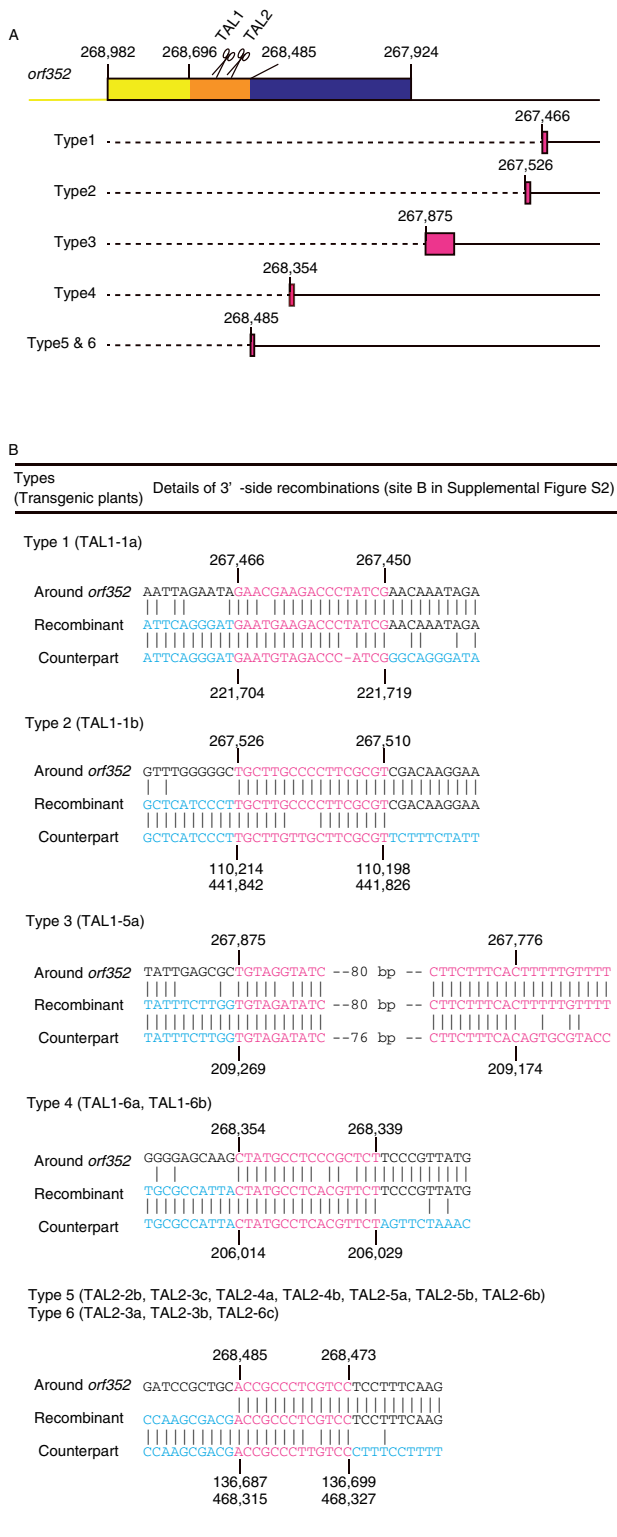 A
TAL1
TAL2
268,982
268,696
268,485
267,924
orf352
267,466
Type1
267,526
Type2
267,875
Type3
268,354
Type4
268,485
Type5 & 6
B
Types
(Transgenic plants)
Details of 3' -side recombinations (site B in Supplemental Figure S2)
Type 1 (TAL1-1a)
267,466 267,450
Around orf352 AATTAGAATAGAACGAAGACCCTATCGAACAAATAGA
Recombinant ATTCAGGGATGAATGAAGACCCTATCGAACAAATAGA
Counterpart ATTCAGGGATGAATGTAGACCC-ATCGGGCAGGGATA
221,704 221,719
Type 2 (TAL1-1b)
267,526 267,510
Around orf352 GTTTGGGGGCTGCTTGCCCCTTCGCGTCGACAAGGAA
Recombinant GCTCATCCCTTGCTTGCCCCTTCGCGTCGACAAGGAA
Counterpart GCTCATCCCTTGCTTGTTGCTTCGCGTTCTTTCTATT
110,214 110,198
441,842 441,826
Type 3 (TAL1-5a)
267,875 267,776
Around orf352 TATTGAGCGCTGTAGGTATC --80 bp -- CTTCTTTCACTTTTTGTTTT
Recombinant TATTTCTTGGTGTAGATATC --80 bp -- CTTCTTTCACTTTTTGTTTT
Counterpart TATTTCTTGGTGTAGATATC --76 bp -- CTTCTTTCACAGTGCGTACC
209,269 209,174
Type 4 (TAL1-6a, TAL1-6b)
268,354 268,339
Around orf352 GGGGAGCAAGCTATGCCTCCCGCTCTTCCCGTTATG
Recombinant TGCGCCATTACTATGCCTCACGTTCTTCCCGTTATG
Counterpart TGCGCCATTACTATGCCTCACGTTCTAGTTCTAAAC
206,014 206,029
Type 5 (TAL2-2b, TAL2-3c, TAL2-4a, TAL2-4b, TAL2-5a, TAL2-5b, TAL2-6b)
Type 6 (TAL2-3a, TAL2-3b, TAL2-6c)
268,485 268,473
Around orf352 GATCCGCTGCACCGCCCTCGTCCTCCTTTCAAG
Recombinant CCAAGCGACGACCGCCCTCGTCCTCCTTTCAAG
Counterpart CCAAGCGACGACCGCCCTTGTCCCTTTCCTTTT
136,687 136,699
468,315 468,327